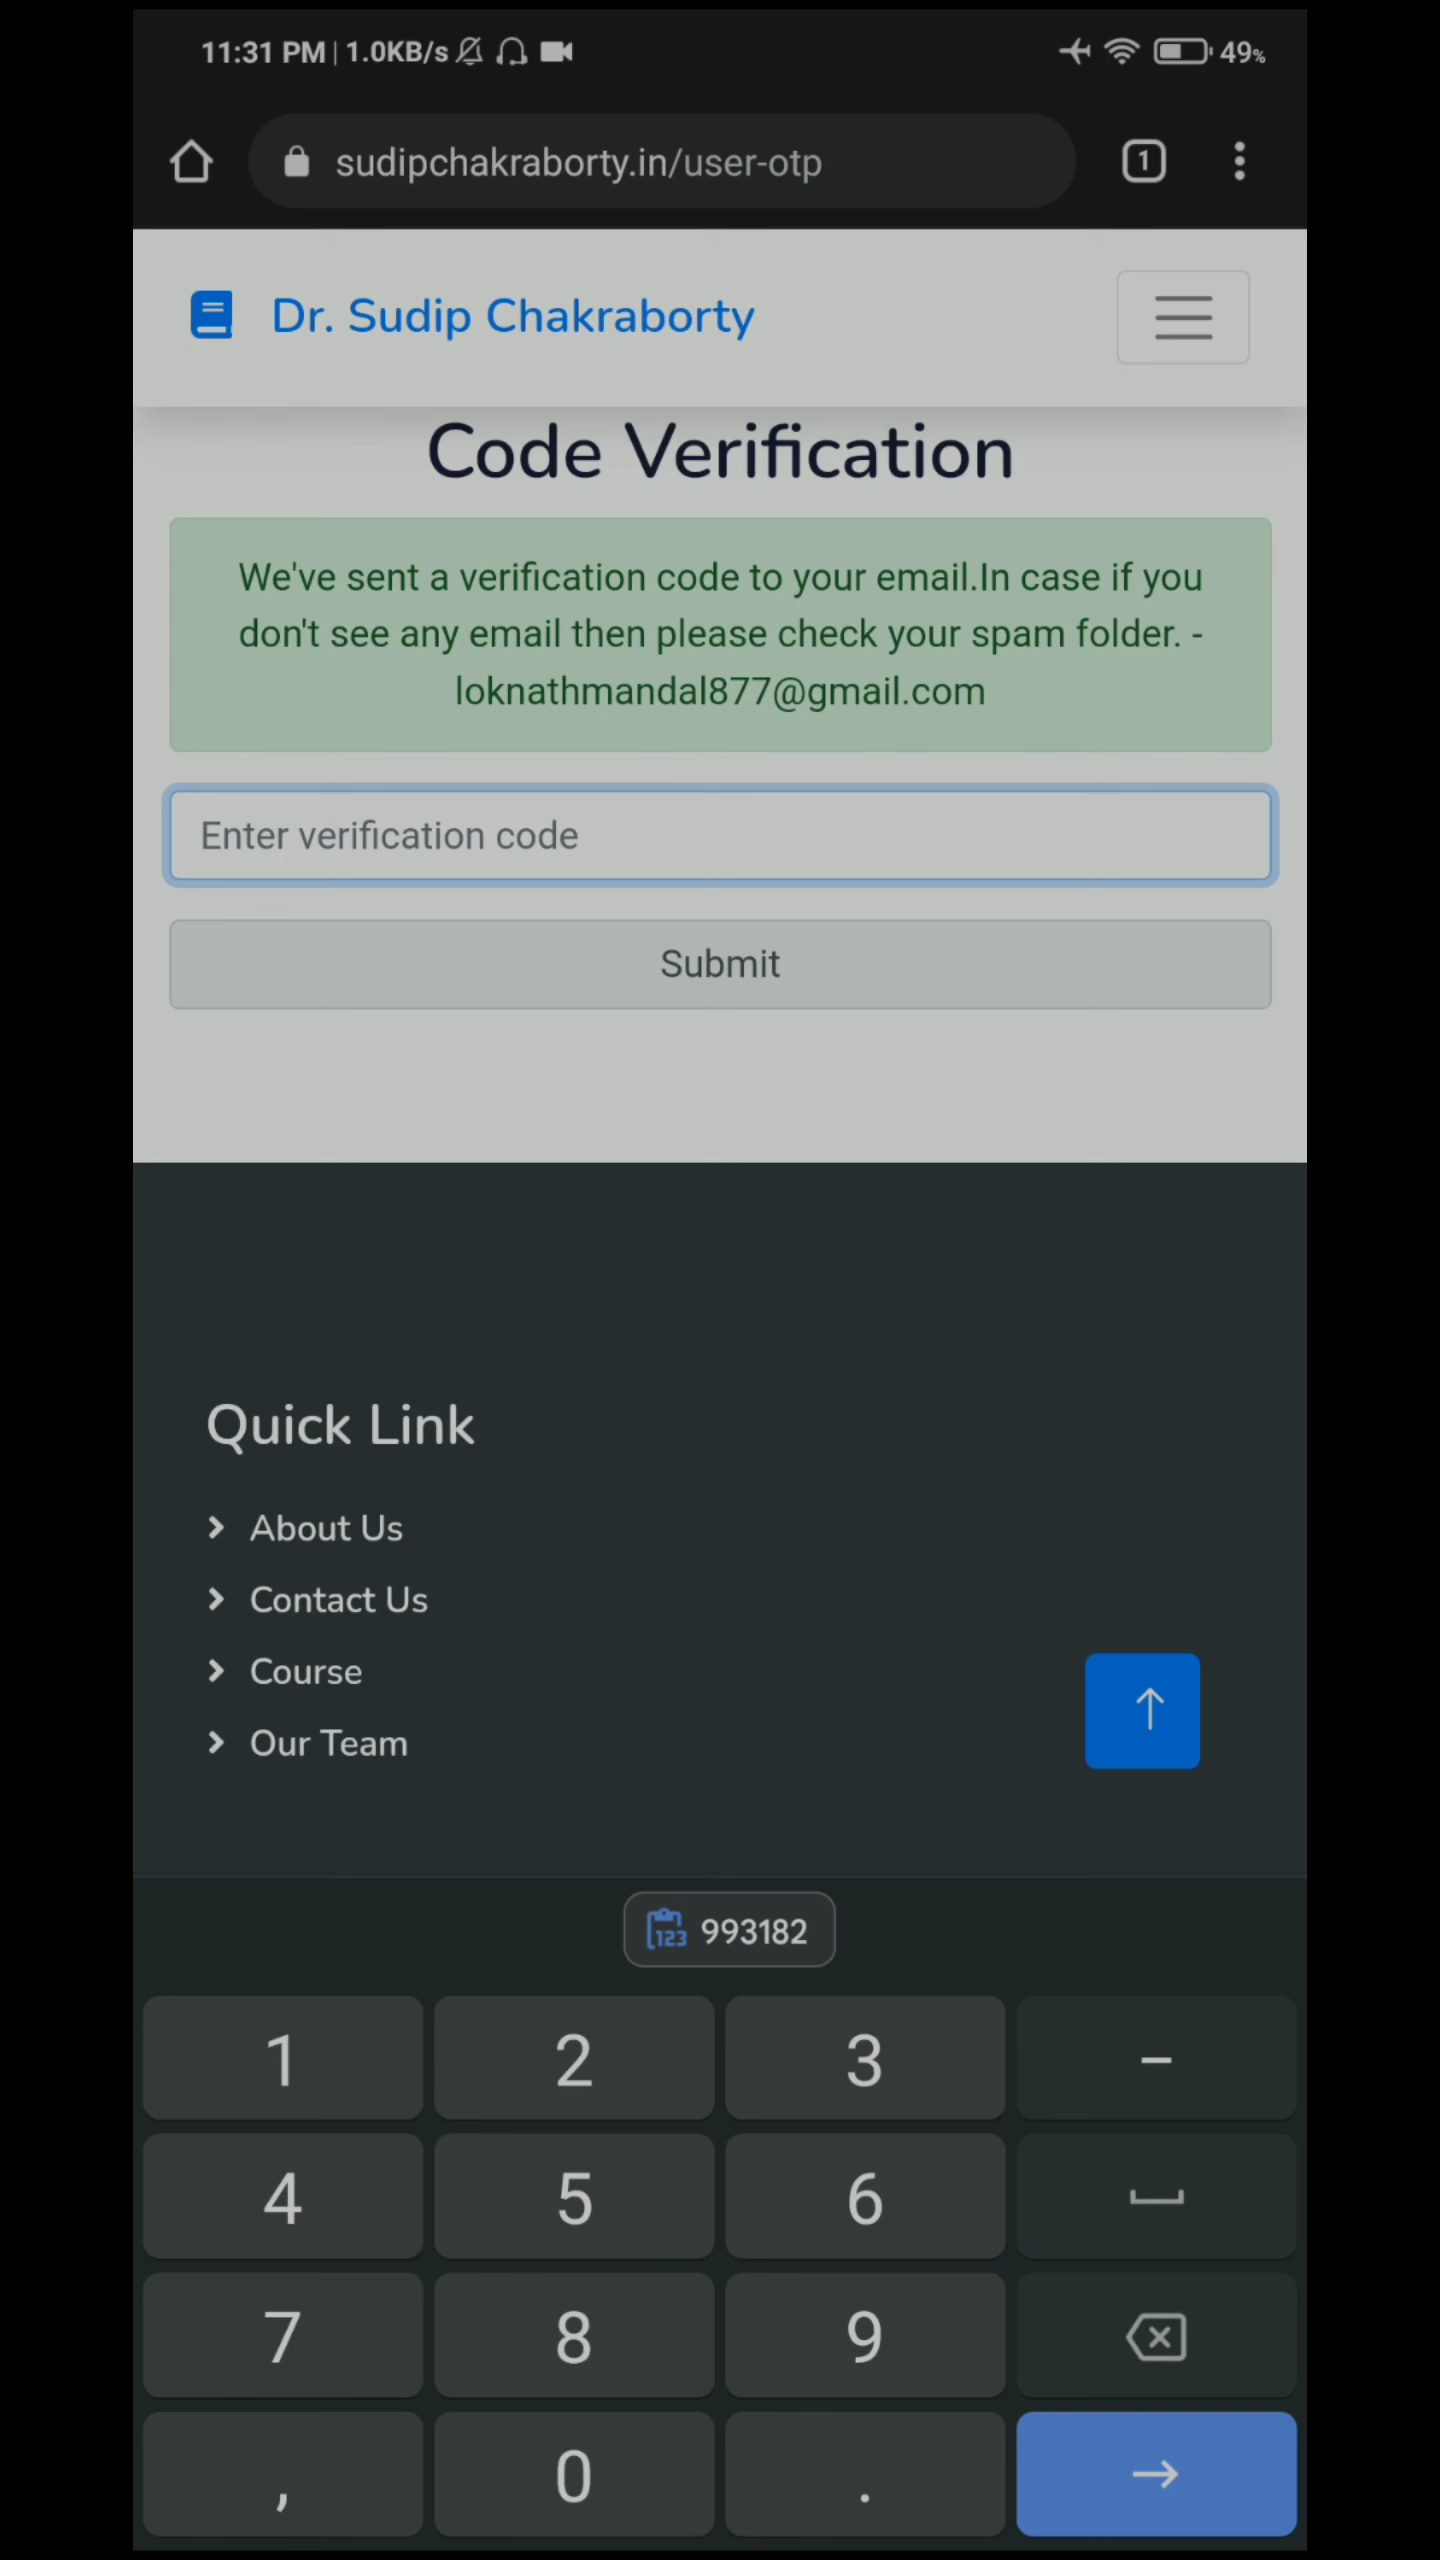 11:31 PM | 1.0KB/s 49%
sudipchakraborty.in/user-otp 1
Dr. Sudip Chakraborty
Code Verification
We've sent a verification code to your email.In case if you
don't see any email then please check your spam folder. -
loknathmandal877@gmail.com
Enter verification code
Submit
Quick Link
About Us
Contact Us
Course
Our Team
123 993182
1 2 3 –
4 5 6
7 8 9
, 0 .